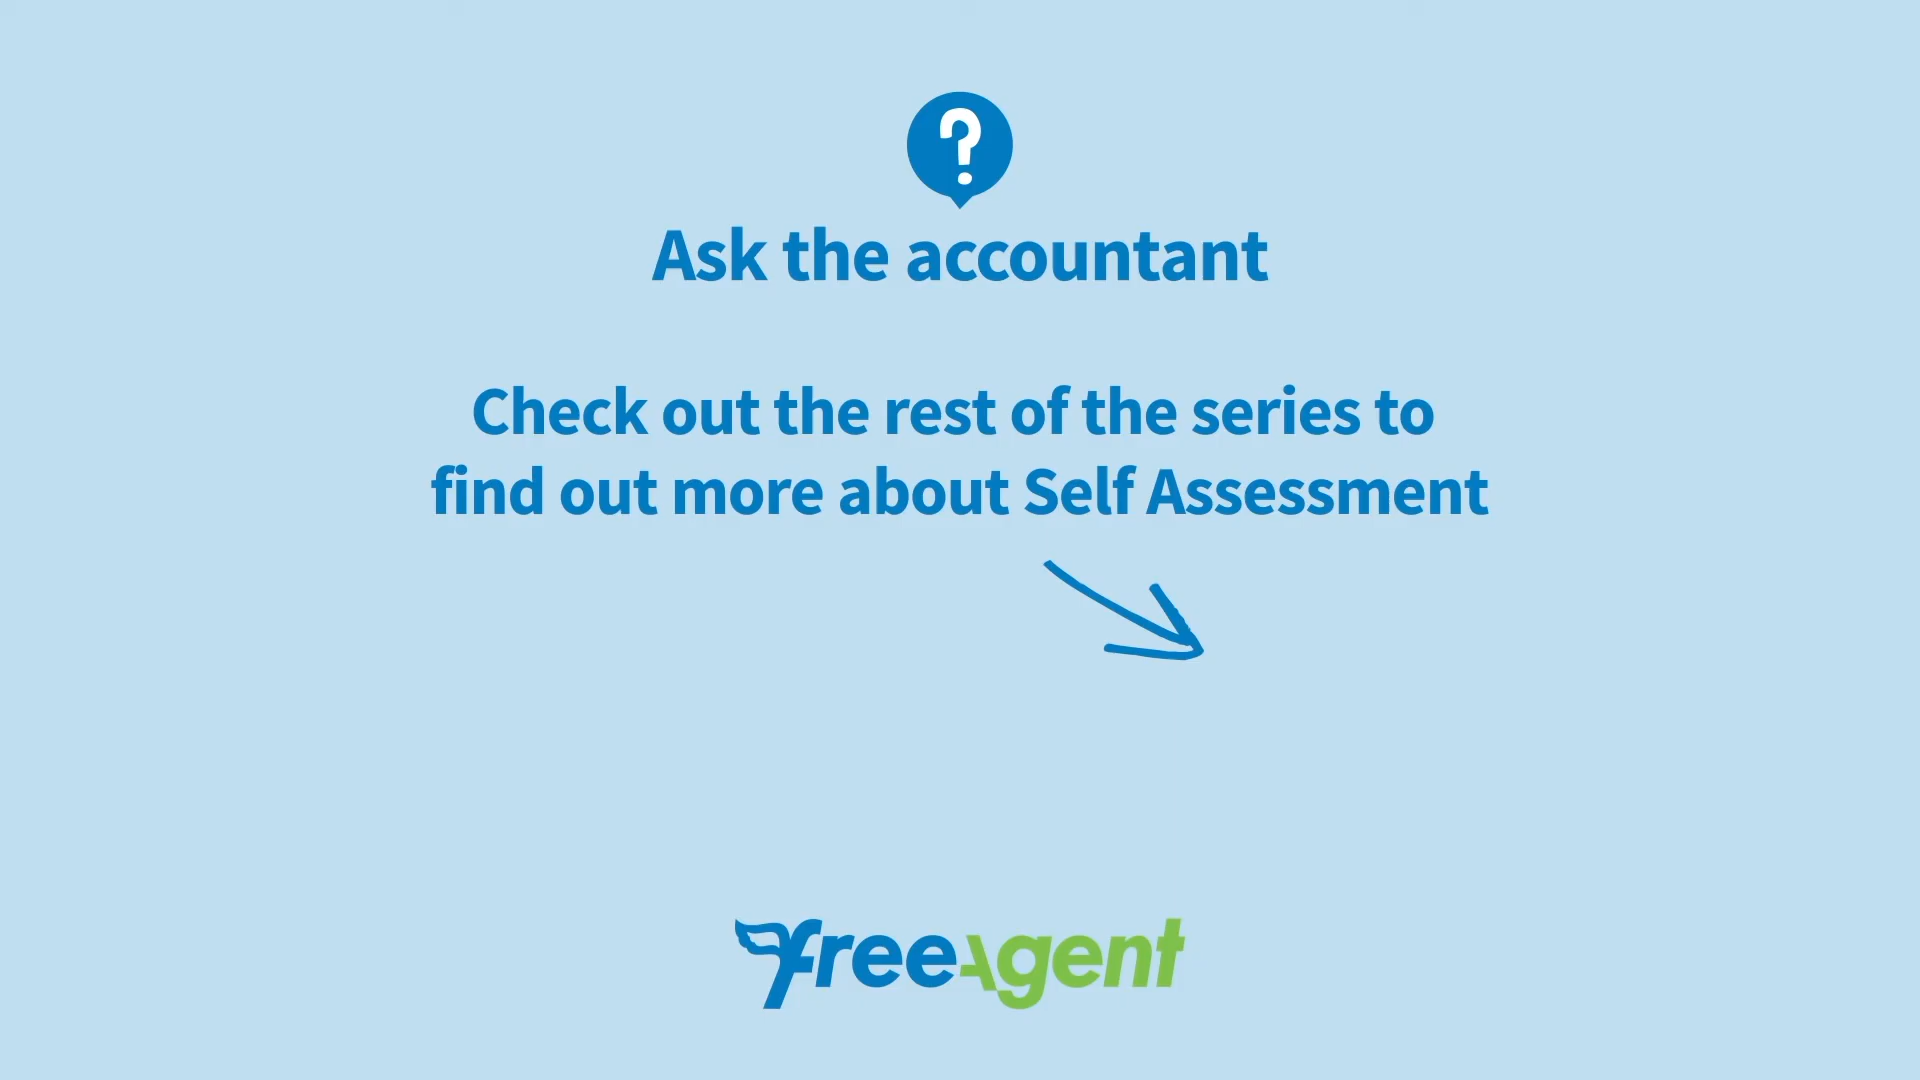 ?
Ask the accountant
Check out the rest of the series to
find out more about Self Assessment
freeAgent